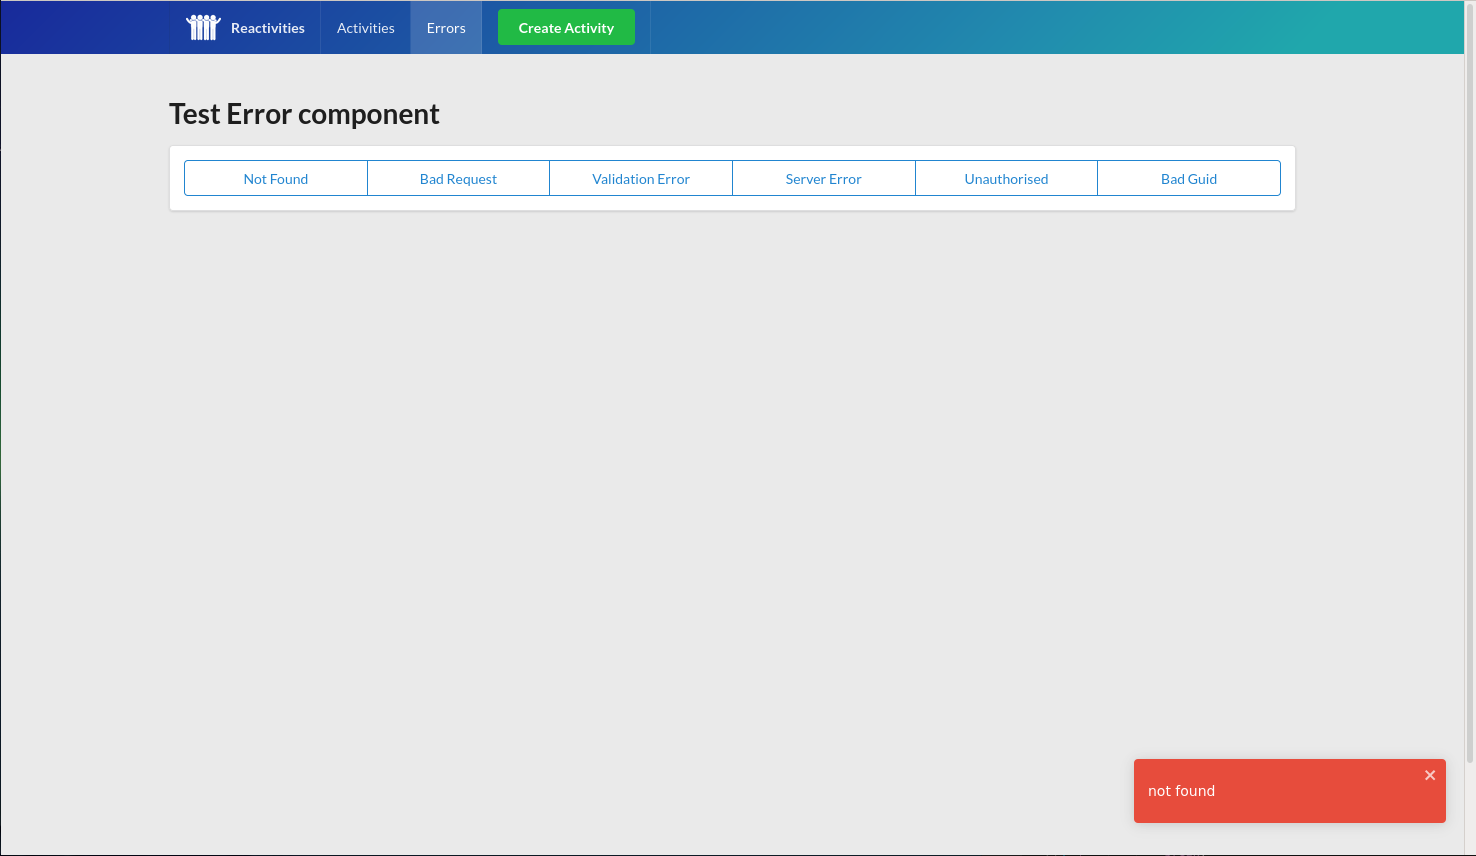 Reactivities Activities Errors Create Activity
Test Error component
Not Found Bad Request Validation Error Server Error Unauthorised Bad Guid
not found